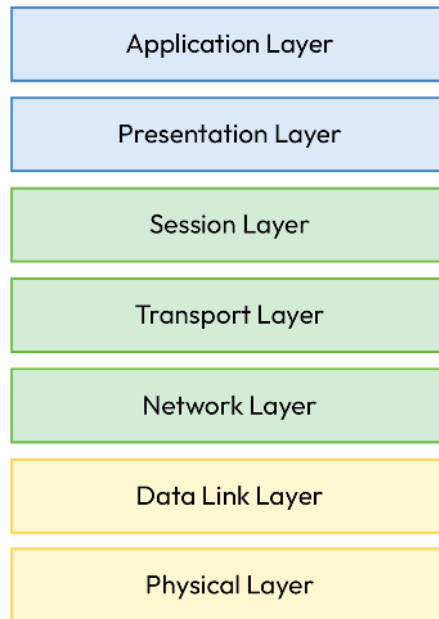 Application Layer
Presentation Layer
Session Layer
Transport Layer
Network Layer
Data Link Layer
Physical Layer